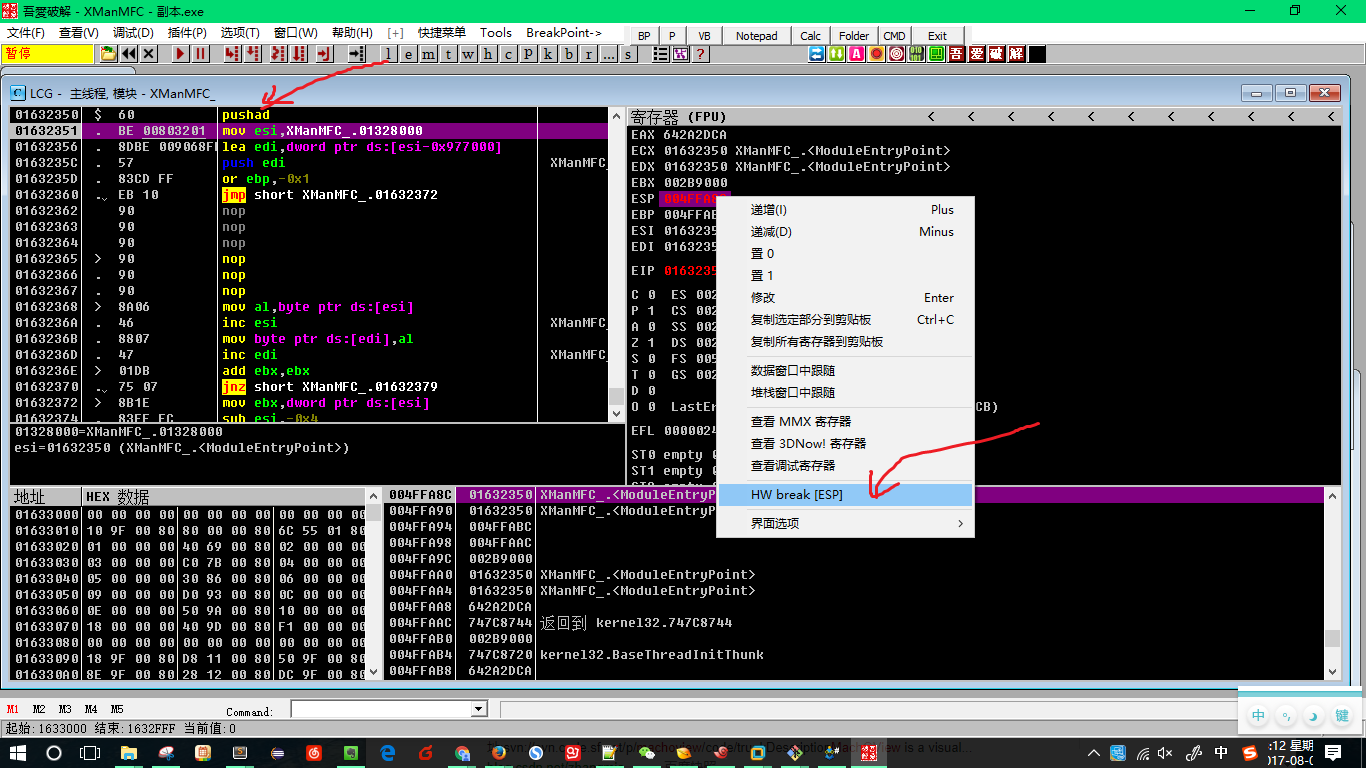 吾愛破解 - XManMFC - 副本.exe
文件(F) 查看(V) 调试(D) 插件(P) 选项(T) 窗口(W) 帮助(H) [+] 快捷菜单 Tools BreakPoint->
BP P VB Notepad Calc Folder CMD Exit
暂停
l e m t w h c p k b r ... s
吾 爱 破 解
LCG - 主线程, 模块 - XManMFC_
01632350 $ 60 pushad
01632351 . BE 00803201 mov esi,XManMFC_.01328000
01632356 . 8DBE 009068FI lea edi,dword ptr ds:[esi-0x977000]
0163235C . 57 push edi XManMFC_
0163235D . 83CD FF or ebp,-0x1
01632360 . EB 10 jmp short XManMFC_.01632372
01632362 90 nop
01632363 90 nop
01632364 90 nop
01632365 > 90 nop
01632366 . 90 nop
01632367 . 90 nop
01632368 > 8A06 mov al,byte ptr ds:[esi]
0163236A . 46 inc esi XManMFC_
0163236B . 8807 mov byte ptr ds:[edi],al
0163236D . 47 inc edi XManMFC_
0163236E > 01DB add ebx,ebx
01632370 . 75 07 jnz short XManMFC_.01632379
01632372 > 8B1E mov ebx,dword ptr ds:[esi]
01632374 . 83EE FC sub esi,-0x4
01328000=XManMFC_.01328000
esi=01632350 (XManMFC_.<ModuleEntryPoint>)
寄存器 (FPU) < < < < < < < < < < <
EAX 642A2DCA
ECX 01632350 XManMFC_.<ModuleEntryPoint>
EDX 01632350 XManMFC_.<ModuleEntryPoint>
EBX 002B9000
ESP 004FFA8
EBP 004FFAB
ESI 0163235
EDI 0163235
EIP 0163235
C 0 ES 002
P 1 CS 002
A 0 SS 002
Z 1 DS 002
S 0 FS 005
T 0 GS 002
D 0
O 0 LastEr CB)
EFL 0000024
ST0 empty 0
ST1 empty 0
递增(I) Plus
递减(D) Minus
置 0
置 1
修改 Enter
复制选定部分到剪贴板 Ctrl+C
复制所有寄存器到剪贴板
数据窗口中跟随
堆栈窗口中跟随
查看 MMX 寄存器
查看 3DNow! 寄存器
查看调试寄存器
HW break [ESP]
界面选项
地址 HEX 数据
01633000 00 00 00 00 00 00 00 00 00 00 00 00
01633010 10 9F 00 80 80 00 00 80 6C 55 01 80
01633020 01 00 00 00 40 69 00 80 02 00 00 00
01633030 03 00 00 00 C0 7B 00 80 04 00 00 00
01633040 05 00 00 00 30 86 00 80 06 00 00 00
01633050 09 00 00 00 D0 93 00 80 0C 00 00 00
01633060 0E 00 00 00 50 9A 00 80 10 00 00 00
01633070 18 00 00 00 40 9D 00 80 F1 00 00 00
01633080 00 00 00 00 00 00 00 00 00 00 00 00
01633090 18 9F 00 80 D8 11 00 80 50 9F 00 80
016330A0 8E 9F 00 80 28 12 00 80 DC 9F 00 80
004FFA8C 01632350 XManMFC_.<ModuleEntryP
004FFA90 01632350 XManMFC_.<ModuleEntryP
004FFA94 004FFABC
004FFA98 004FFAAC
004FFA9C 002B9000
004FFAA0 01632350 XManMFC_.<ModuleEntryPoint>
004FFAA4 01632350 XManMFC_.<ModuleEntryPoint>
004FFAA8 642A2DCA
004FFAAC 747C8744 返回到 kernel32.747C8744
004FFAB0 002B9000
004FFAB4 747C8720 kernel32.BaseThreadInitThunk
004FFAB8 642A2DCA
M1 M2 M3 M4 M5 Command:
起始:1633000 结束:1632FFF 当前值:0
中 °, 键
中
:12 星期
017-08-0